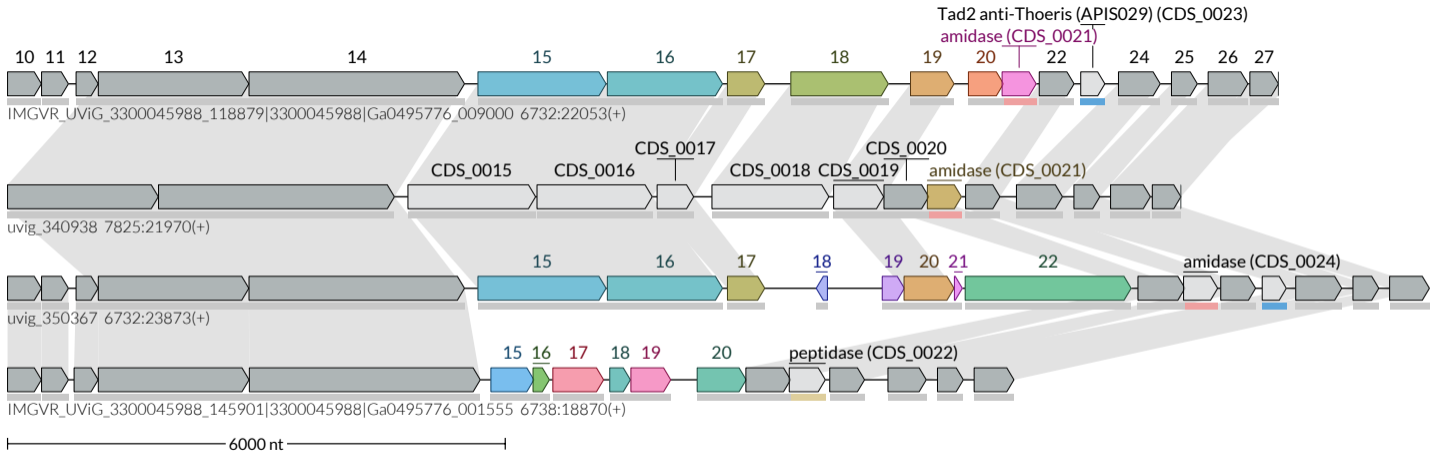 Tad2 anti-Thoeris (APIS029) (CDS_0023)
amidase (CDS_0021)
10 11 12 13 14 15 16 17 18 19 20 22 24 25 26 27
IMGVR_UViG_3300045988_118879|3300045988|Ga0495776_009000 6732:22053(+)
CDS_0017 CDS_0020
CDS_0015 CDS_0016 CDS_0018 CDS_0019 amidase (CDS_0021)
uvig_340938 7825:21970(+)
15 16 17 18 19 20 21 22 amidase (CDS_0024)
uvig_350367 6732:23873(+)
15 16 17 18 19 20 peptidase (CDS_0022)
IMGVR_UViG_3300045988_145901|3300045988|Ga0495776_001555 6738:18870(+)
6000 nt